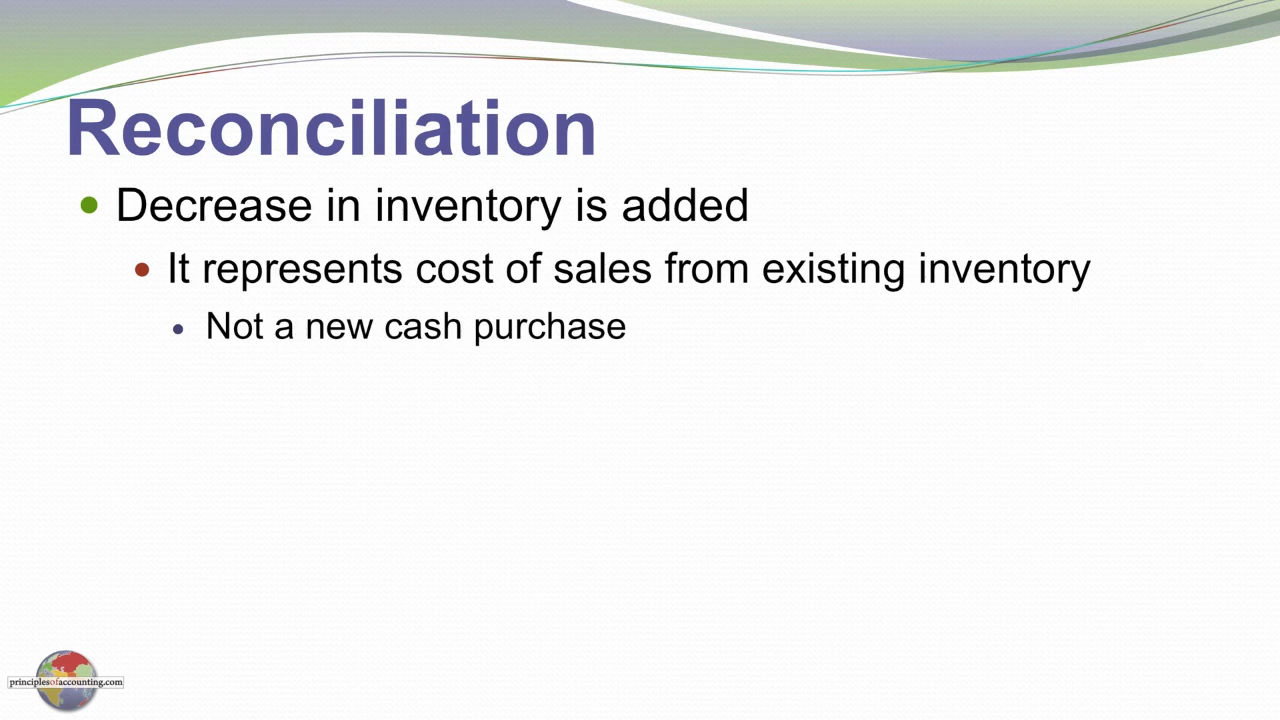 Reconciliation
Decrease in inventory is added
It represents cost of sales from existing inventory
Not a new cash purchase
principlesofaccounting.com